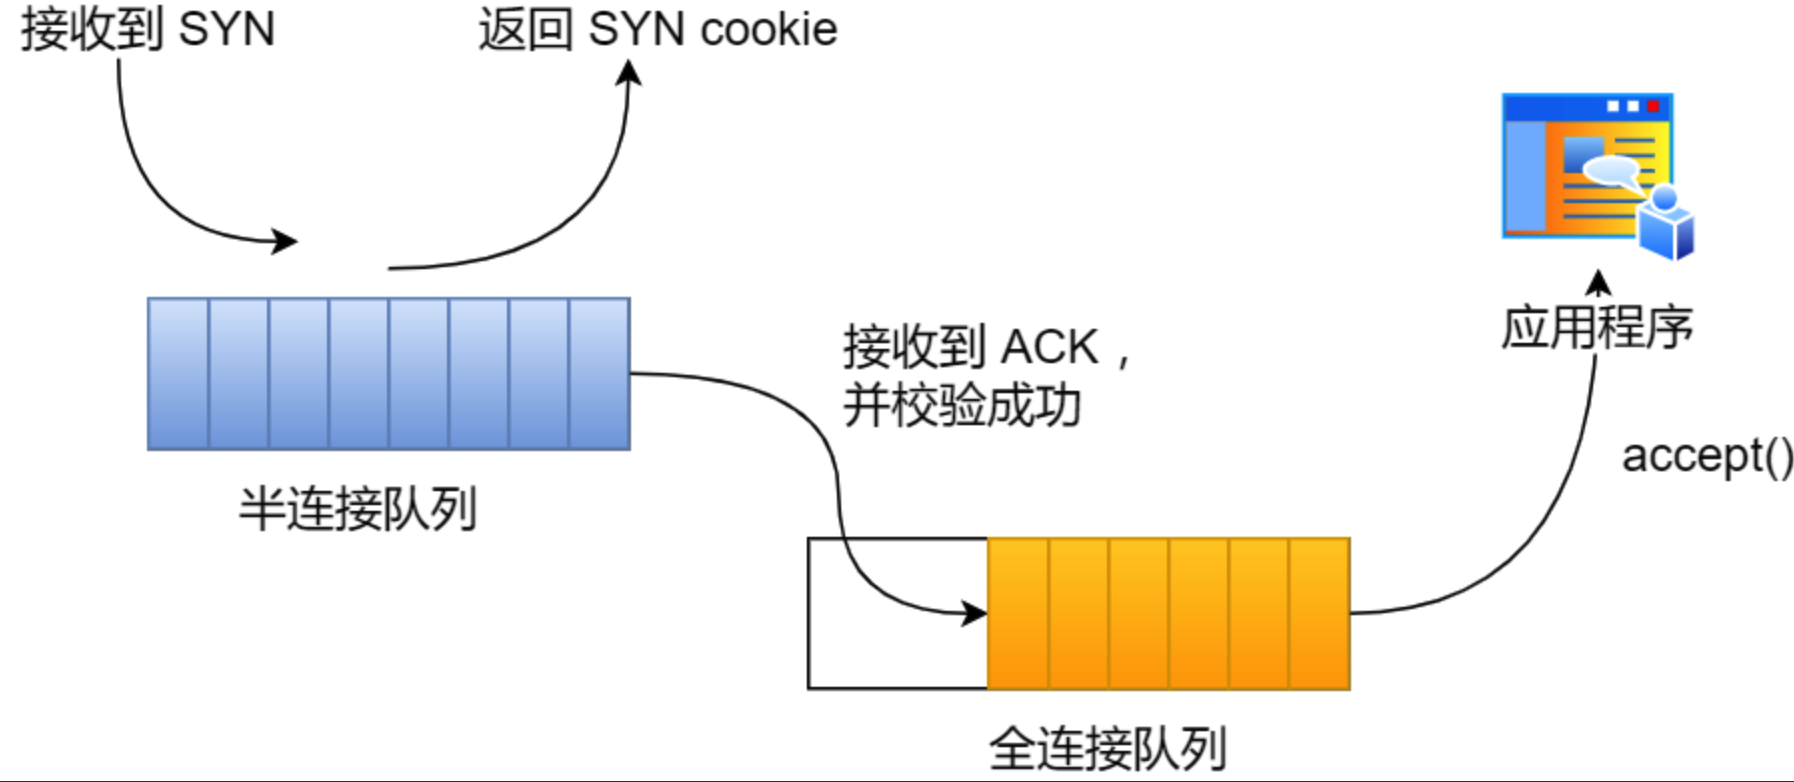 接收到 SYN
返回 SYN cookie
接收到 ACK，
并校验成功
应用程序
accept()
半连接队列
全连接队列